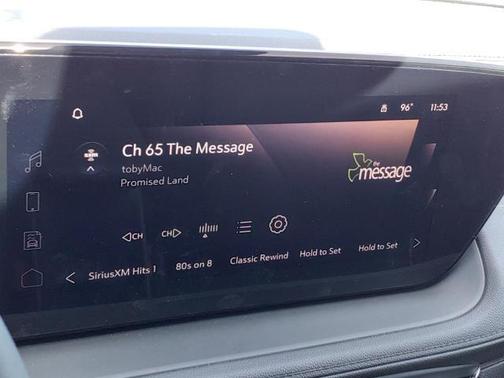 96°
11:53
Ch 65 The Message
tobyMac
Promised Land
the
message
CH
CH
SiriusXM Hits 1
80s on 8
Classic Rewind
Hold to Set
Hold to Set